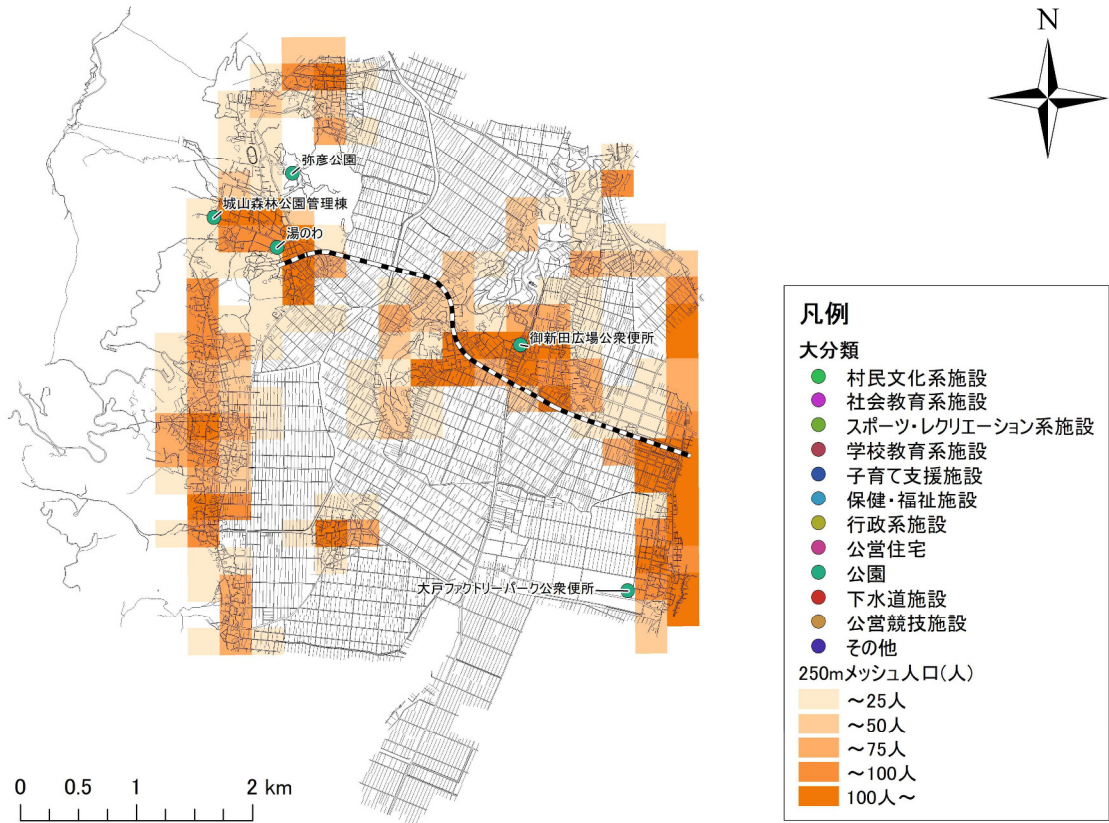 N
弥彦公園
城山森林公園管理棟
湯のわ
御新田広場公衆便所
大戸ファクトリーパーク公衆便所
凡例
大分類
村民文化系施設
社会教育系施設
スポーツ・レクリエーション系施設
学校教育系施設
子育て支援施設
保健・福祉施設
行政系施設
公営住宅
公園
下水道施設
公営競技施設
その他
250mメッシュ人口(人)
～25人
～50人
～75人
～100人
100人～
0 0.5 1 2 km